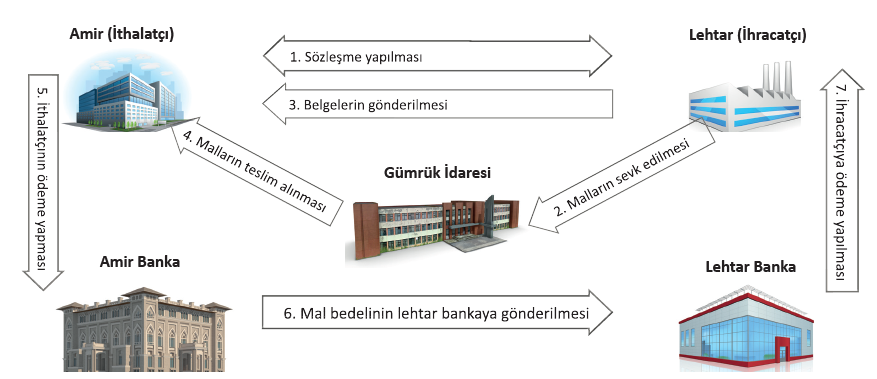 Amir (İthalatçı)
Lehtar (İhracatçı)
1. Sözleşme yapılması
3. Belgelerin gönderilmesi
5. İthalatçının ödeme yapması
4. Malların teslim alınması
Gümrük İdaresi
2. Malların sevk edilmesi
7. İhracatçıya ödeme yapılması
Amir Banka
Lehtar Banka
6. Mal bedelinin lehtar bankaya gönderilmesi